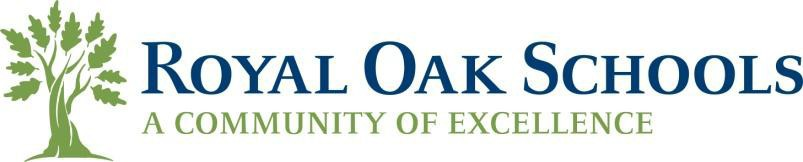 ROYAL OAK SCHOOLS
A COMMUNITY OF EXCELLENCE